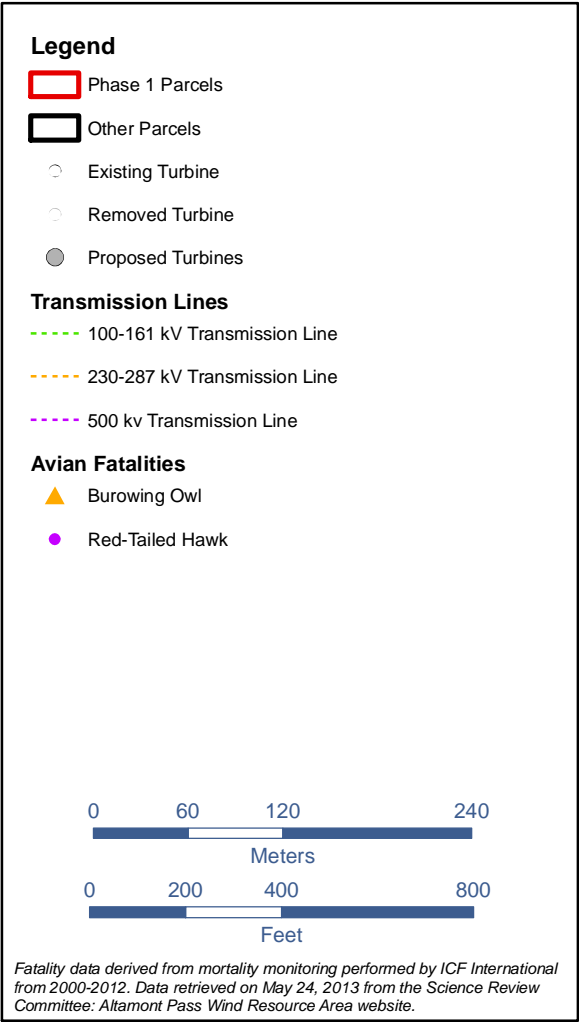 Legend
Phase 1 Parcels
Other Parcels
Existing Turbine
Removed Turbine
Proposed Turbines
Transmission Lines
100-161 kV Transmission Line
230-287 kV Transmission Line
500 kv Transmission Line
Avian Fatalities
Burowing Owl
Red-Tailed Hawk
0 60 120 240
Meters
0 200 400 800
Feet
Fatality data derived from mortality monitoring performed by ICF International
from 2000-2012. Data retrieved on May 24, 2013 from the Science Review
Committee: Altamont Pass Wind Resource Area website.